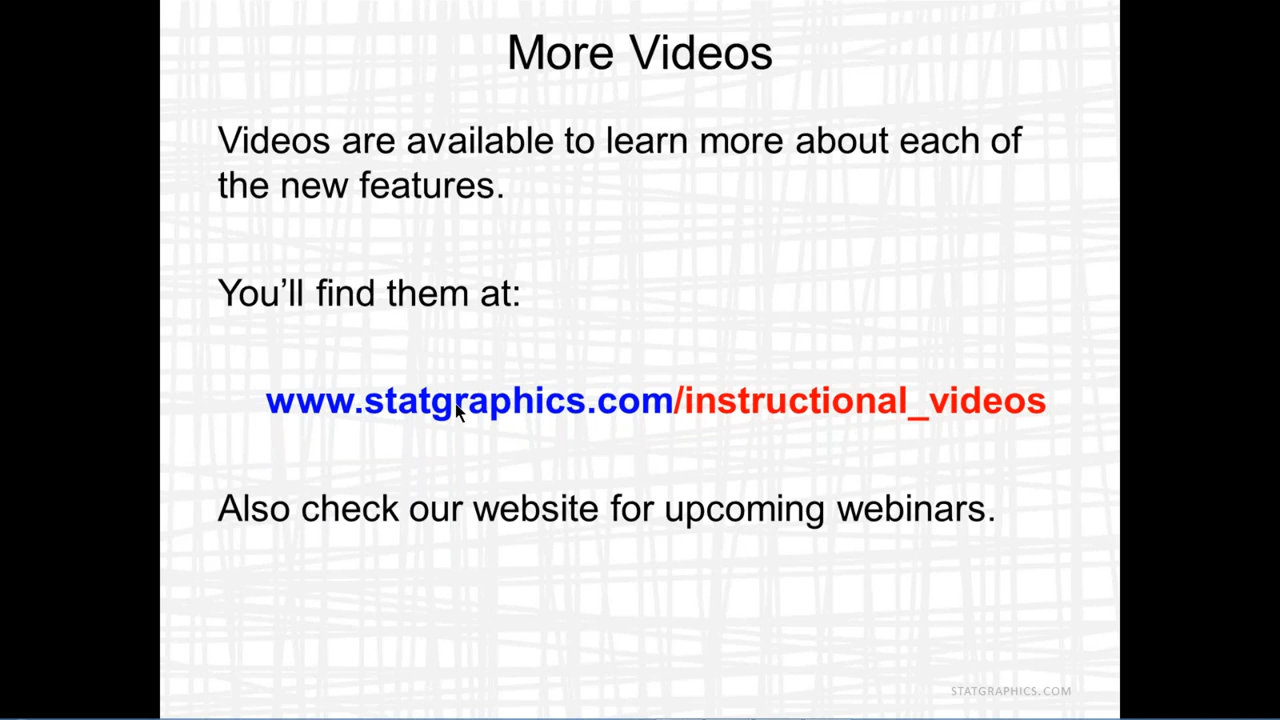 More Videos
Videos are available to learn more about each of
the new features.
You’ll find them at:
www.statgraphics.com/instructional_videos
Also check our website for upcoming webinars.
STATGRAPHICS.COM